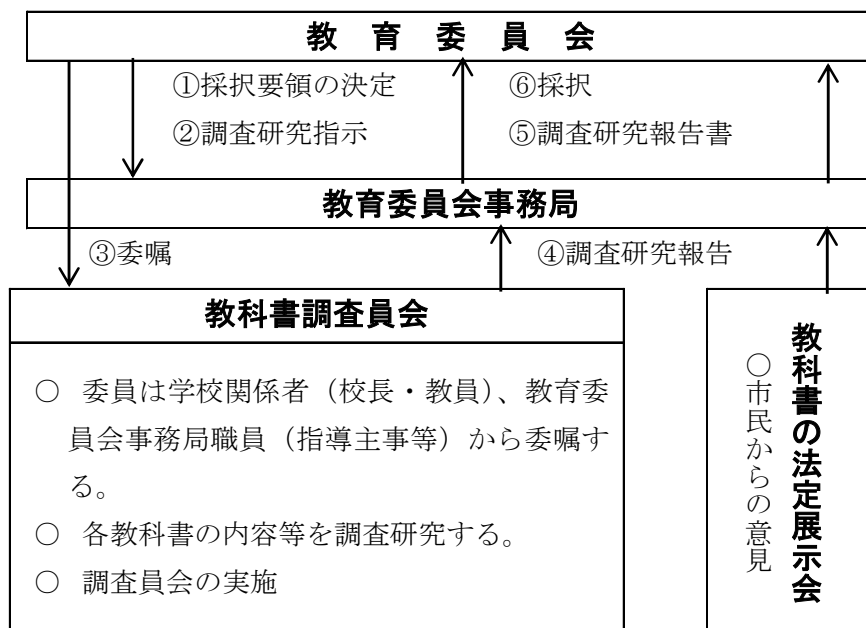 教育委員会
①採択要領の決定
⑥採択
②調査研究指示
⑤調査研究報告書
教育委員会事務局
③委嘱
④調査研究報告
教科書調査員会
○ 委員は学校関係者（校長・教員）、教育委
員会事務局職員（指導主事等）から委嘱す
る。
○ 各教科書の内容等を調査研究する。
○ 調査員会の実施
教科書の法定展示会
○市民からの意見